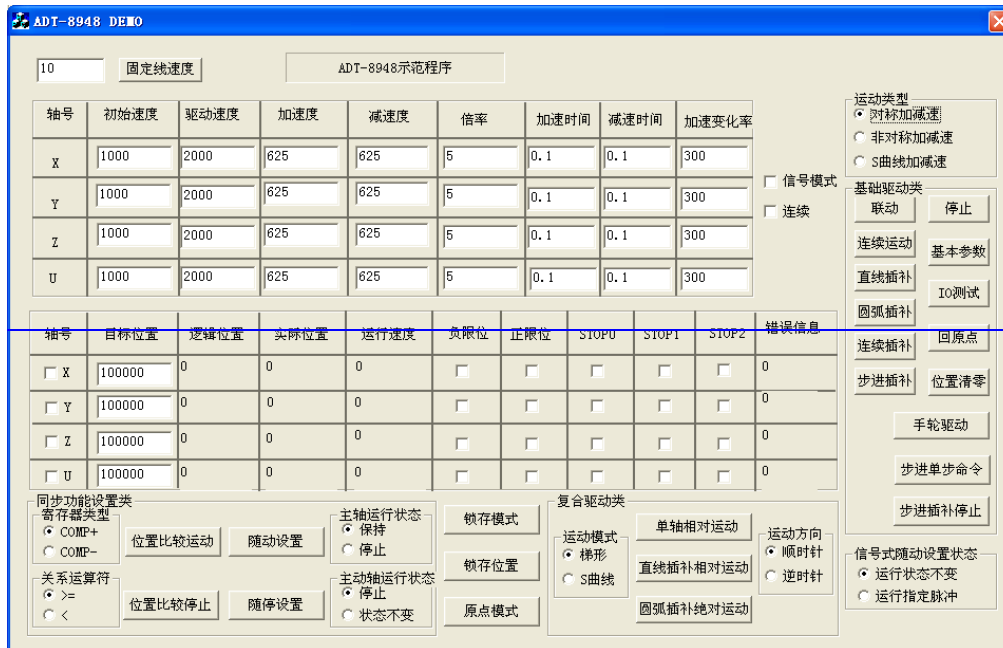 ADT-8948 DEMO
10 固定线速度 ADT-8948示范程序
轴号 初始速度 驱动速度 加速度 减速度 倍率 加速时间 减速时间 加速变化率
X 1000 2000 625 625 5 0.1 0.1 300
Y 1000 2000 625 625 5 0.1 0.1 300
Z 1000 2000 625 625 5 0.1 0.1 300
U 1000 2000 625 625 5 0.1 0.1 300
信号模式
连续
运动类型
对称加减速
非对称加减速
S曲线加减速
基础驱动类
联动 停止
连续运动 基本参数
直线插补 IO测试
圆弧插补 回原点
连续插补
步进插补 位置清零
手轮驱动
步进单步命令
步进插补停止
轴号 目标位置 逻辑位置 实际位置 运行速度 负限位 正限位 STOP0 STOP1 STOP2 错误信息
X 100000 0 0 0 0
Y 100000 0 0 0 0
Z 100000 0 0 0 0
U 100000 0 0 0 0
同步功能设置类
寄存器类型
COMP+
COMP-
位置比较运动 随动设置
主轴运行状态
保持
停止
关系运算符
>=
<
位置比较停止 随停设置
主动轴运行状态
停止
状态不变
锁存模式
锁存位置
原点模式
复合驱动类
运动模式
梯形
S曲线
单轴相对运动
直线插补相对运动
圆弧插补绝对运动
运动方向
顺时针
逆时针
信号式随动设置状态
运行状态不变
运行指定脉冲